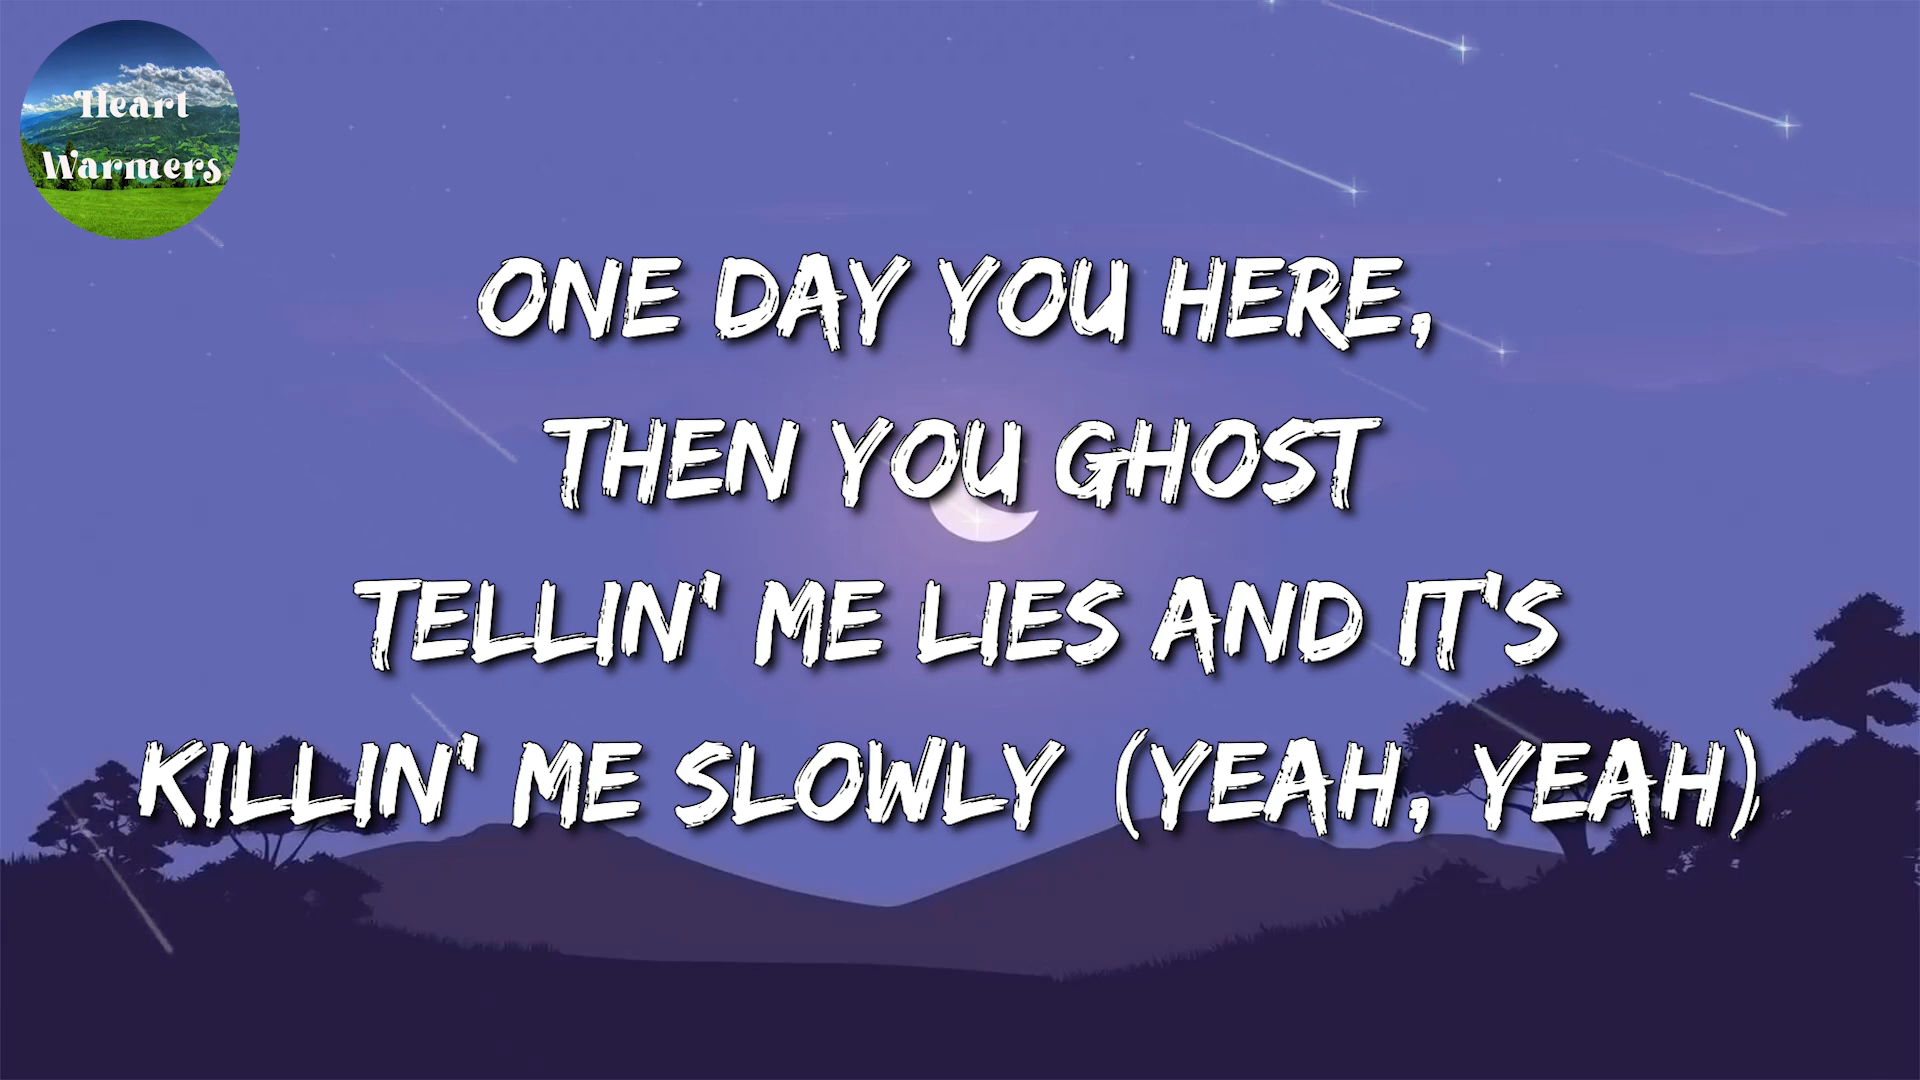 Heart
Warmers
ONE DAY YOU HERE,
THEN YOU GHOST
TELLIN' ME LIES AND IT'S
KILLIN' ME SLOWLY (YEAH, YEAH)